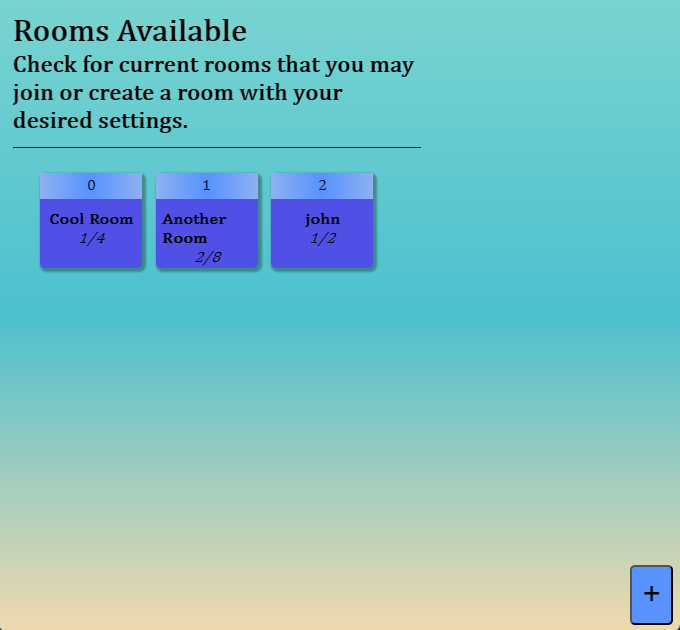 Rooms Available
Check for current rooms that you may
join or create a room with your
desired settings.
0
Cool Room
1/4
1
Another
Room
2/8
2
john
1/2
+